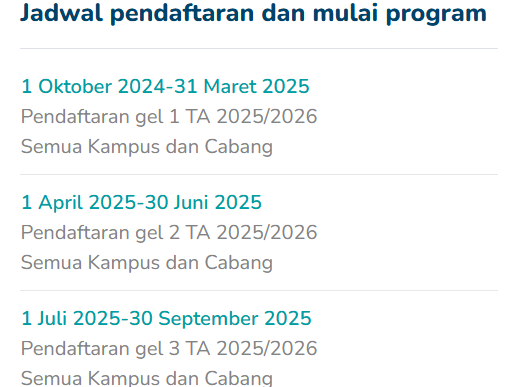 Jadwal pendaftaran dan mulai program
1 Oktober 2024-31 Maret 2025
Pendaftaran gel 1 TA 2025/2026
Semua Kampus dan Cabang
1 April 2025-30 Juni 2025
Pendaftaran gel 2 TA 2025/2026
Semua Kampus dan Cabang
1 Juli 2025-30 September 2025
Pendaftaran gel 3 TA 2025/2026
Semua Kampus dan Cabang